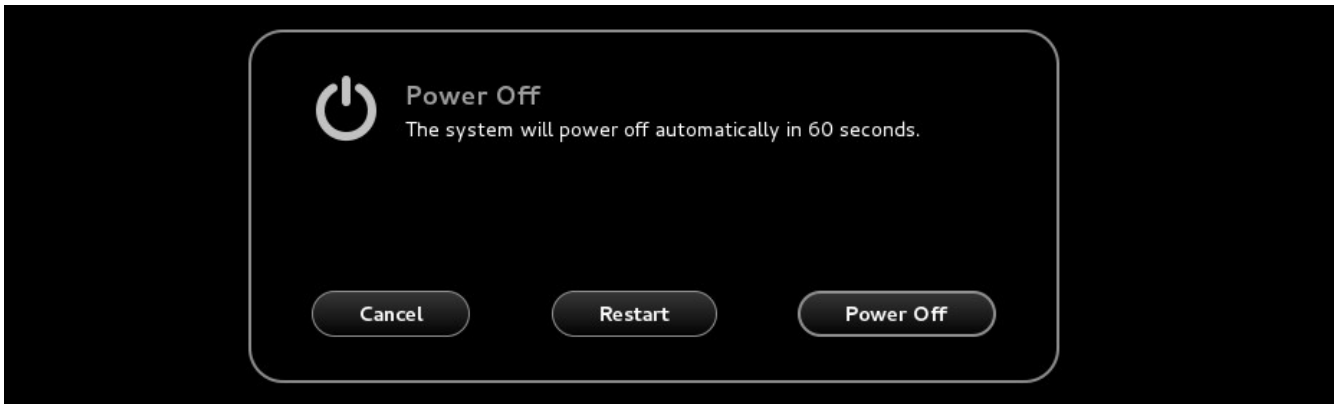 Power Off
The system will power off automatically in 60 seconds.
Cancel Restart Power Off